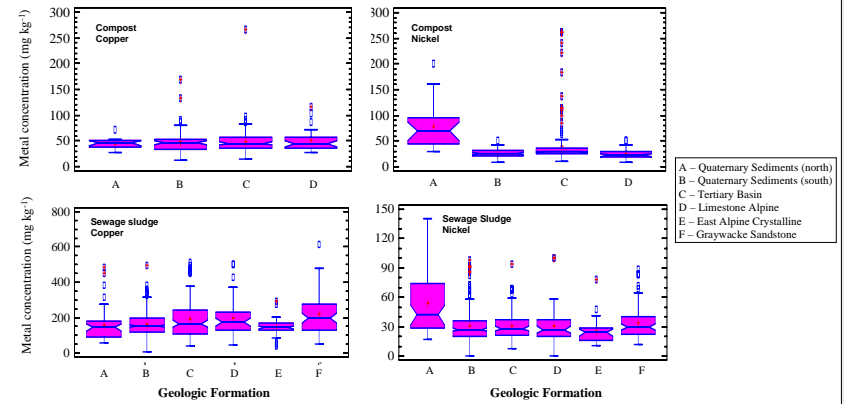 Metal concentration (mg kg⁻¹)
300
250
200
150
100
50
0
Compost
Copper
A B C D
300
250
200
150
100
50
0
Compost
Nickel
A B C D
Metal concentration (mg kg⁻¹)
800
600
400
200
0
Sewage sludge
Copper
A B C D E F
Geologic Formation
150
120
90
60
30
0
Sewage Sludge
Nickel
A B C D E F
Geologic Formation
A – Quaternary Sediments (north)
B – Quaternary Sediments (south)
C – Tertiary Basin
D – Limestone Alpine
E – East Alpine Crystalline
F – Graywacke Sandstone